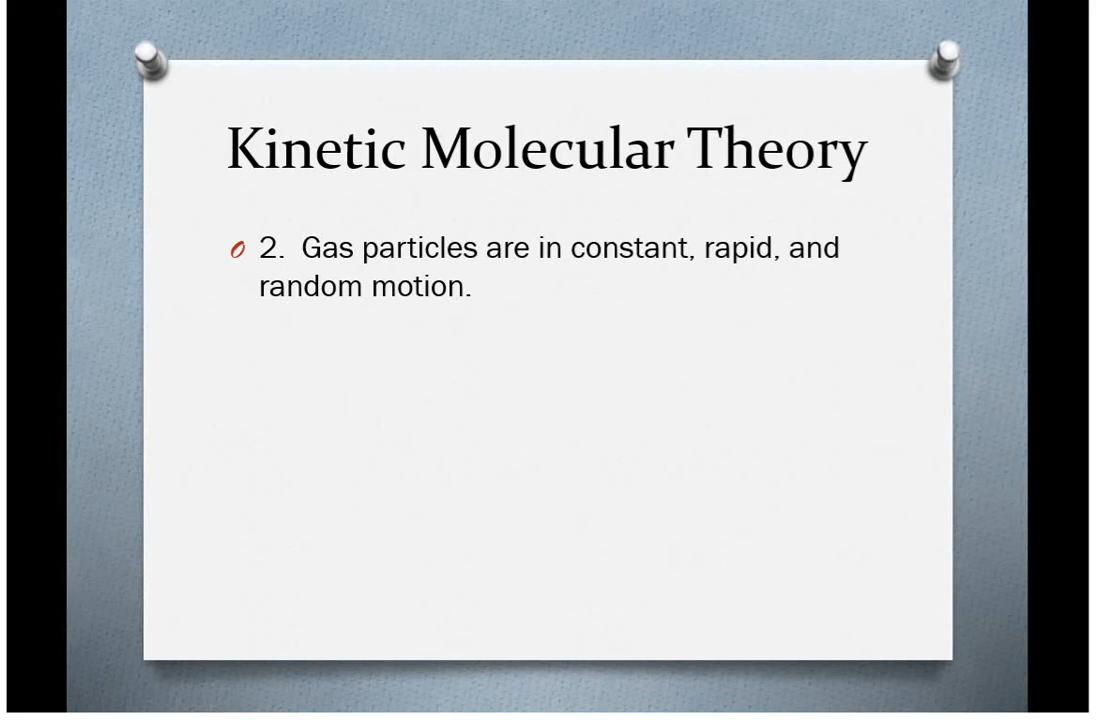 Kinetic Molecular Theory
2. Gas particles are in constant, rapid, and
random motion.